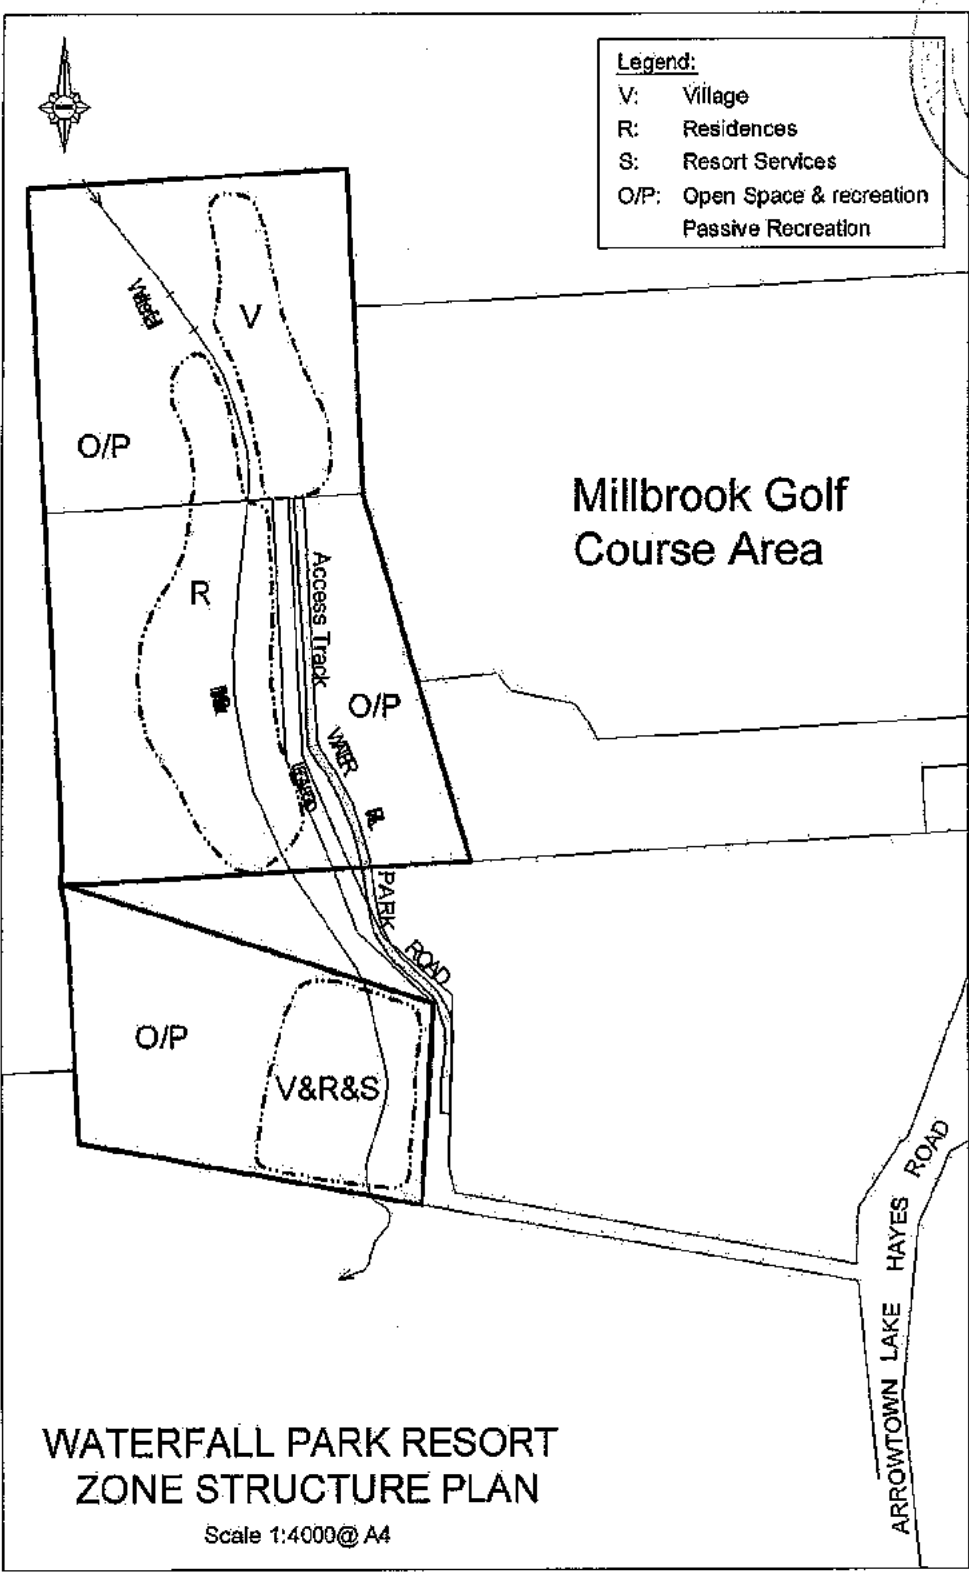 Legend:
V: Village
R: Residences
S: Resort Services
O/P: Open Space & recreation
Passive Recreation
Waterfall
V
O/P
R
Millbrook Golf
Course Area
Access Track
O/P
WATER
PARK
ROAD
O/P
V&R&S
ARROWTOWN LAKE HAYES ROAD
WATERFALL PARK RESORT
ZONE STRUCTURE PLAN
Scale 1:4000@ A4